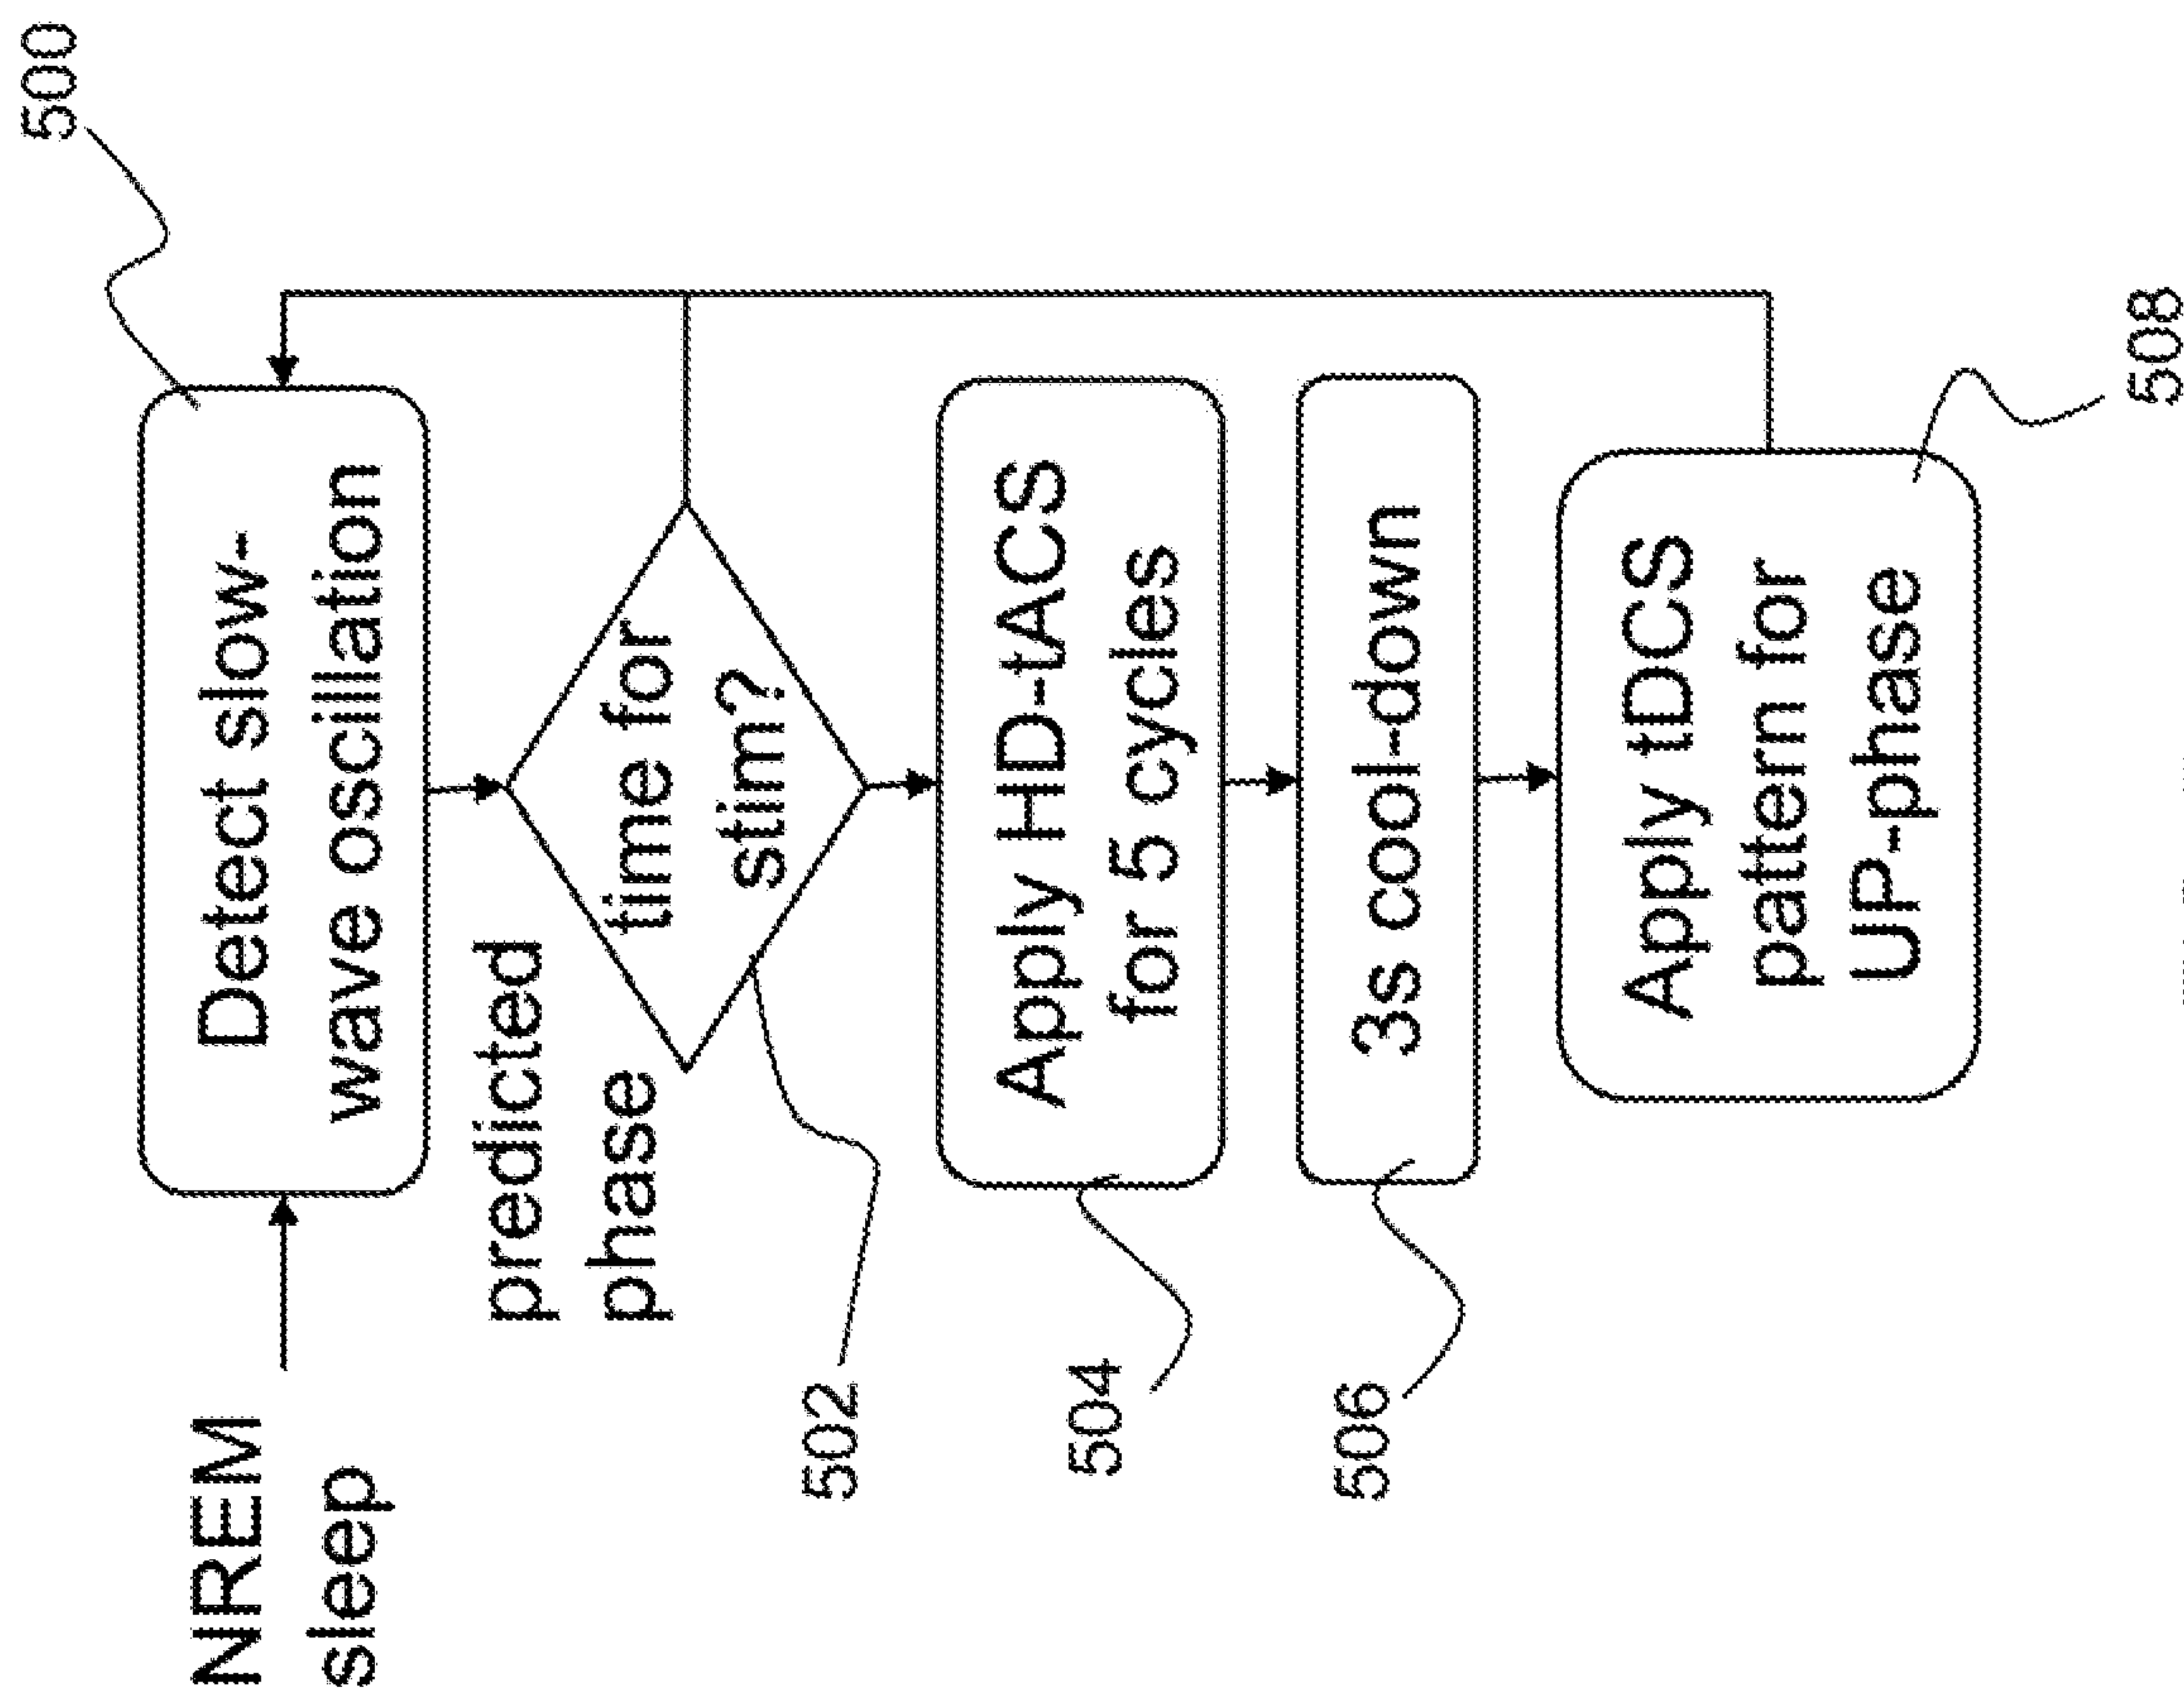 500
NREM
sleep
Detect slow-
wave oscillation
predicted
phase
time for
stim?
502
Apply HD-tACS
for 5 cycles
504
3s cool-down
506
Apply tDCS
pattern for
UP-phase
508